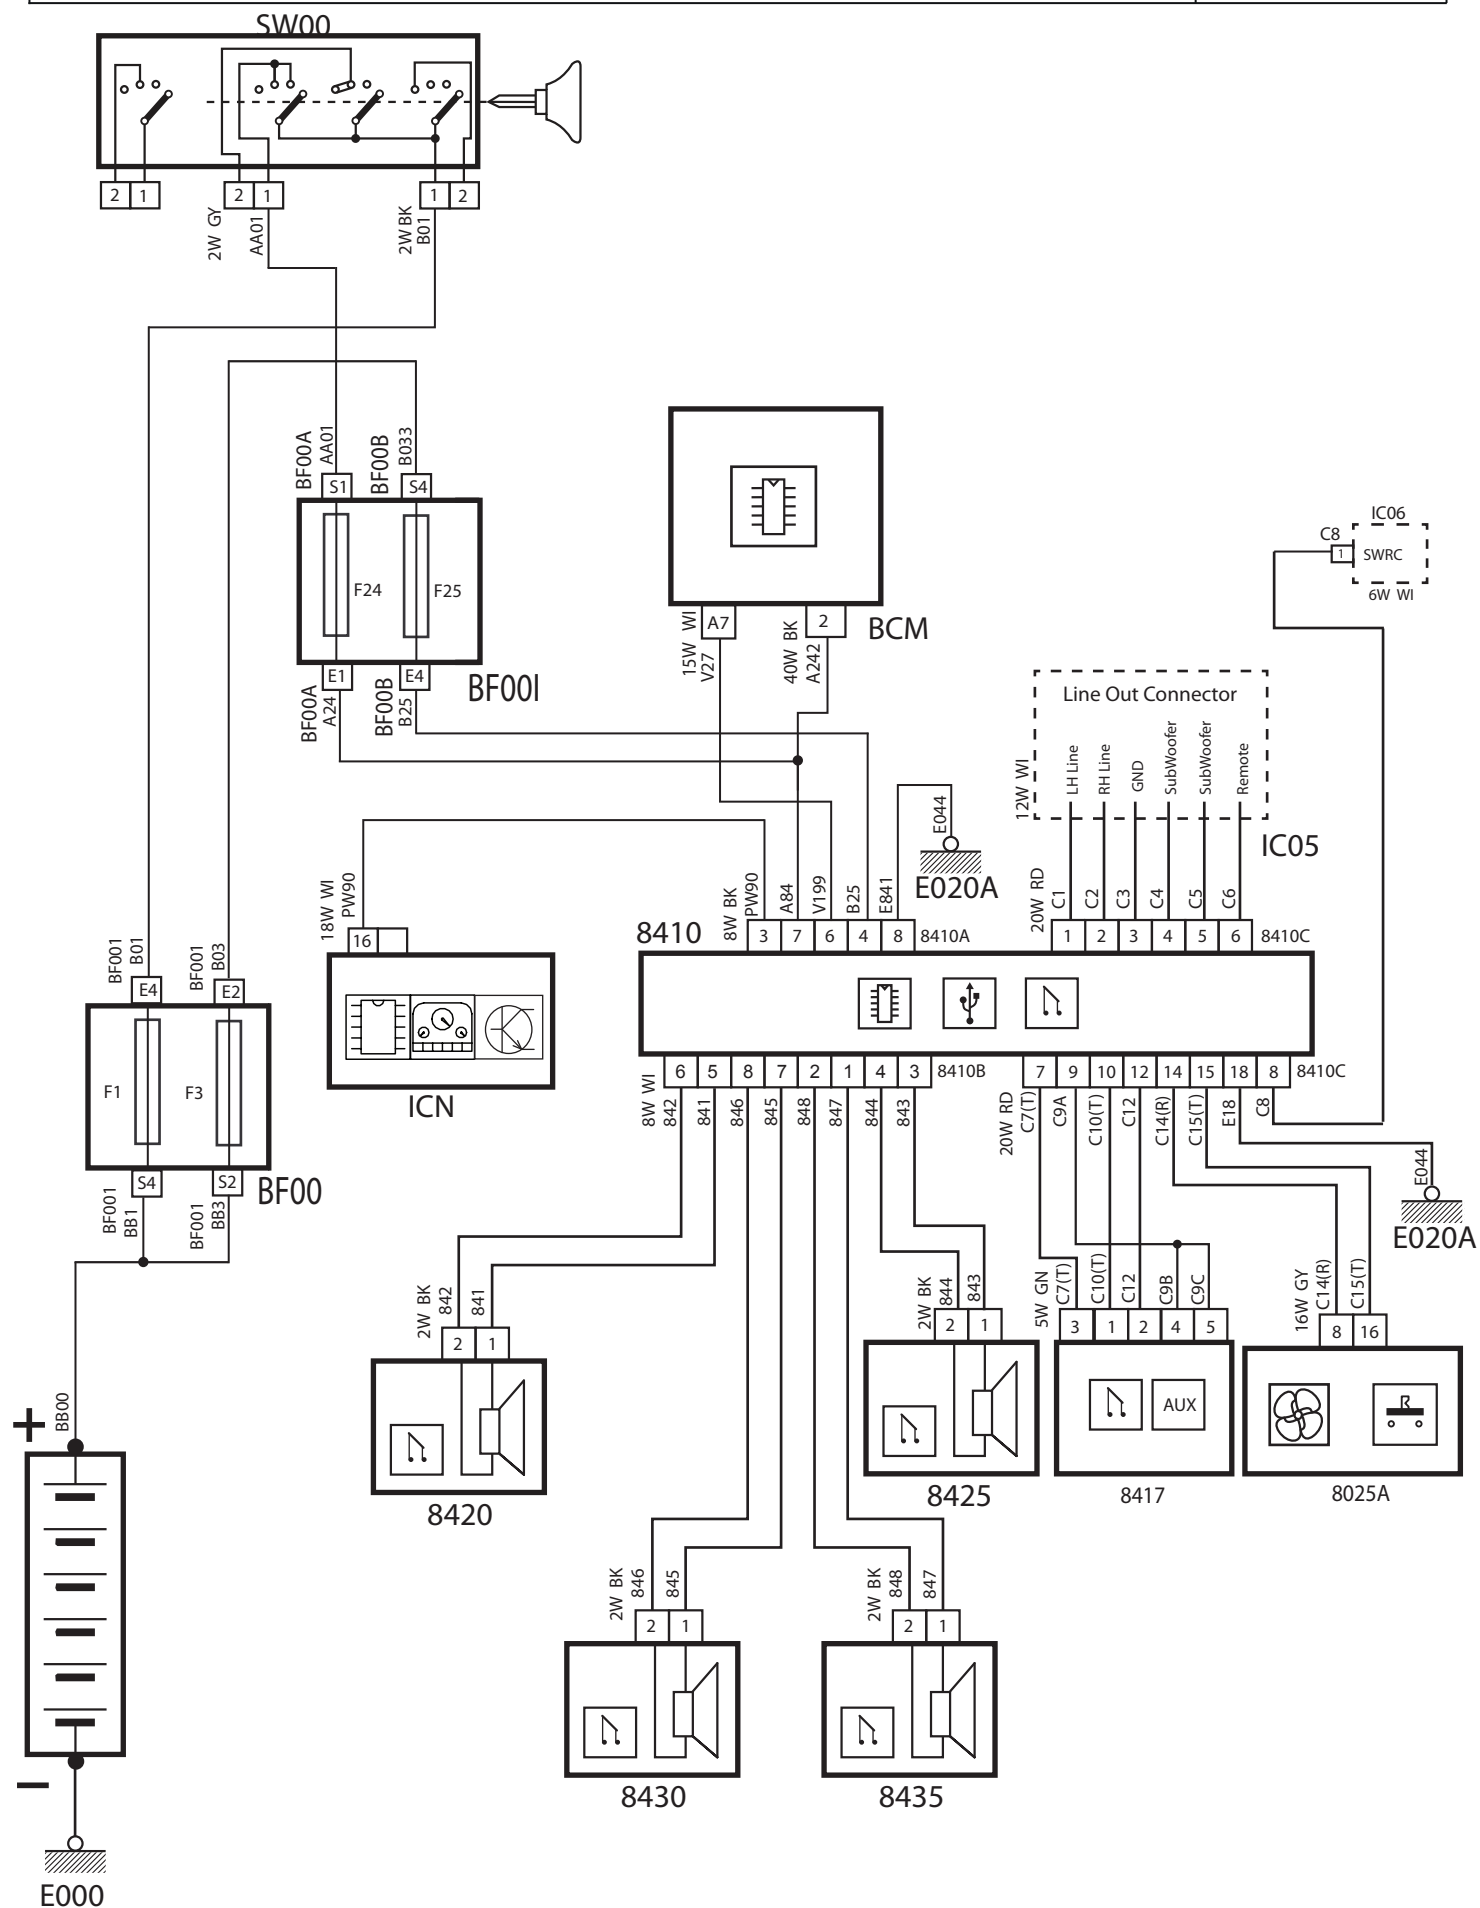 SW00
2 1
2 1
1 2
2W GY
AA01
2W BK
B01
BF00A
AA01
BF00B
B033
S1
S4
F24
F25
E1
E4
BF00I
BF00A
A24
BF00B
B25
A7
2
BCM
15W WI
V27
40W BK
A242
IC06
C8
1
SWRC
6W WI
Line Out Connector
12W WI
LH Line
RH Line
GND
SubWoofer
SubWoofer
Remote
IC05
E044
E020A
18W WI
PW90
16
ICN
8410
8W BK
PW90
A84
V199
B25
E841
3 7 6 4 8
8410A
20W RD
C1
C2
C3
C4
C5
C6
1 2 3 4 5 6
8410C
6 5 8 7 2 1 4 3
8410B
7 9 10 12 14 15 18 8
8410C
8W WI
842
841
846
845
848
847
844
843
20W RD
C7(T)
C9A
C10(T)
C12
C14(R)
C15(T)
E18
C8
E044
E020A
BF001
B01
BF001
B03
E4
E2
F1
F3
S4
S2
BF00
BF001
BB1
BF001
BB3
2W BK
842
841
2 1
8420
2W BK
844
843
2 1
8425
5W GN
C7(T)
C10(T)
C12
C9B
C9C
3 1 2 4 5
AUX
8417
16W GY
C14(R)
C15(T)
8 16
8025A
2W BK
846
845
2 1
8430
2W BK
848
847
2 1
8435
+
BB00
–
E000